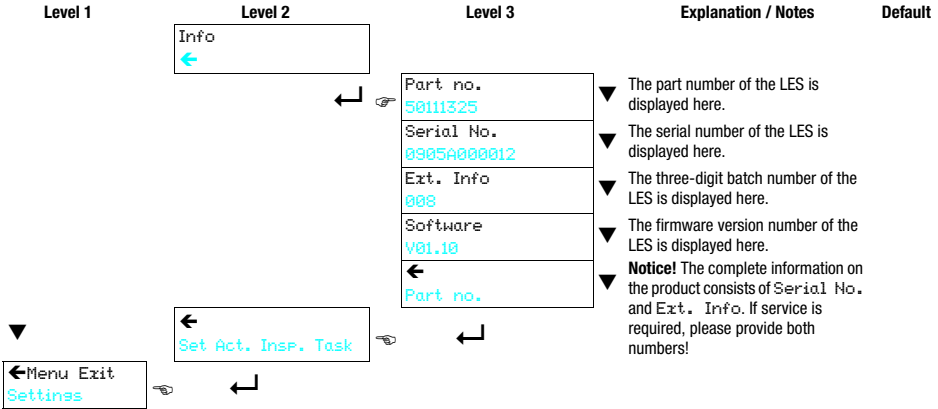 Level 1 Level 2 Level 3 Explanation / Notes Default
Info
←
Part no.
50111325
The part number of the LES is
displayed here.
Serial No.
0905A000012
The serial number of the LES is
displayed here.
Ext. Info
008
The three-digit batch number of the
LES is displayed here.
Software
V01.10
The firmware version number of the
LES is displayed here.
←
Part no.
Notice! The complete information on
the product consists of Serial No.
and Ext. Info. If service is
required, please provide both
numbers!
←
Set Act. Insp. Task
←Menu Exit
Settings